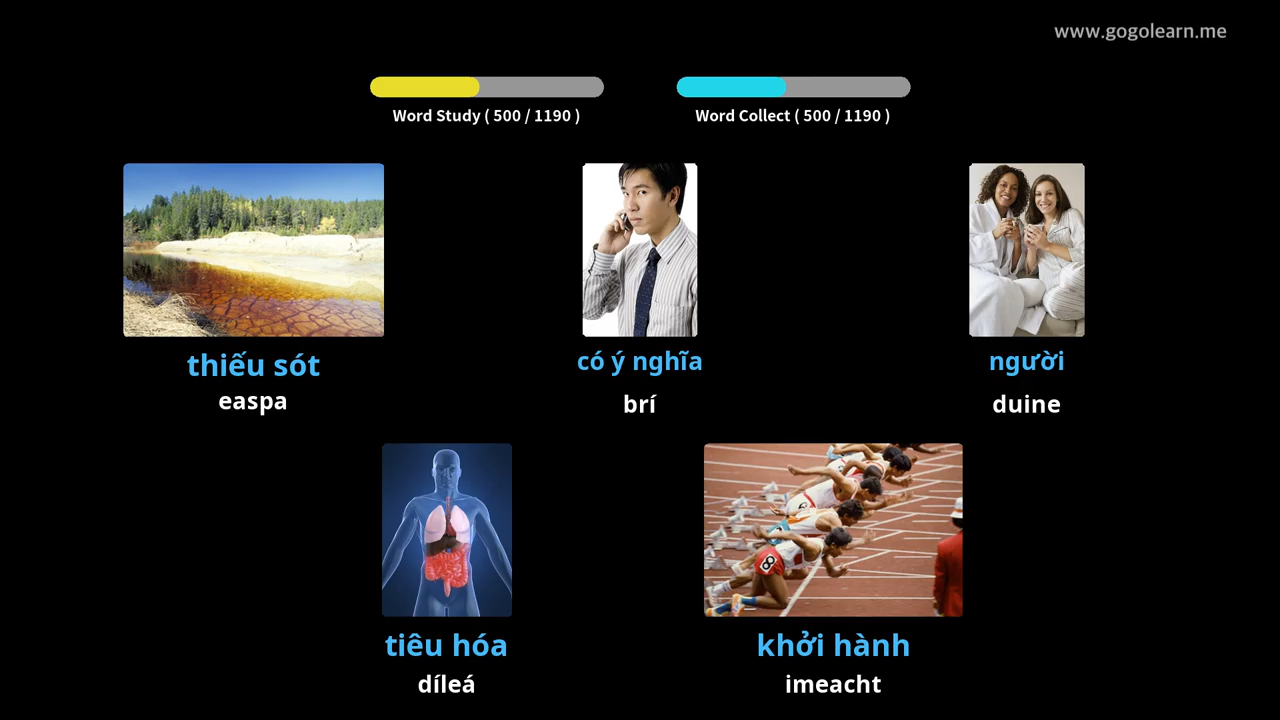 www.gogolearn.me
Word Study ( 500 / 1190 )
Word Collect ( 500 / 1190 )
thiếu sót
easpa
có ý nghĩa
brí
người
duine
tiêu hóa
díleá
khởi hành
imeacht